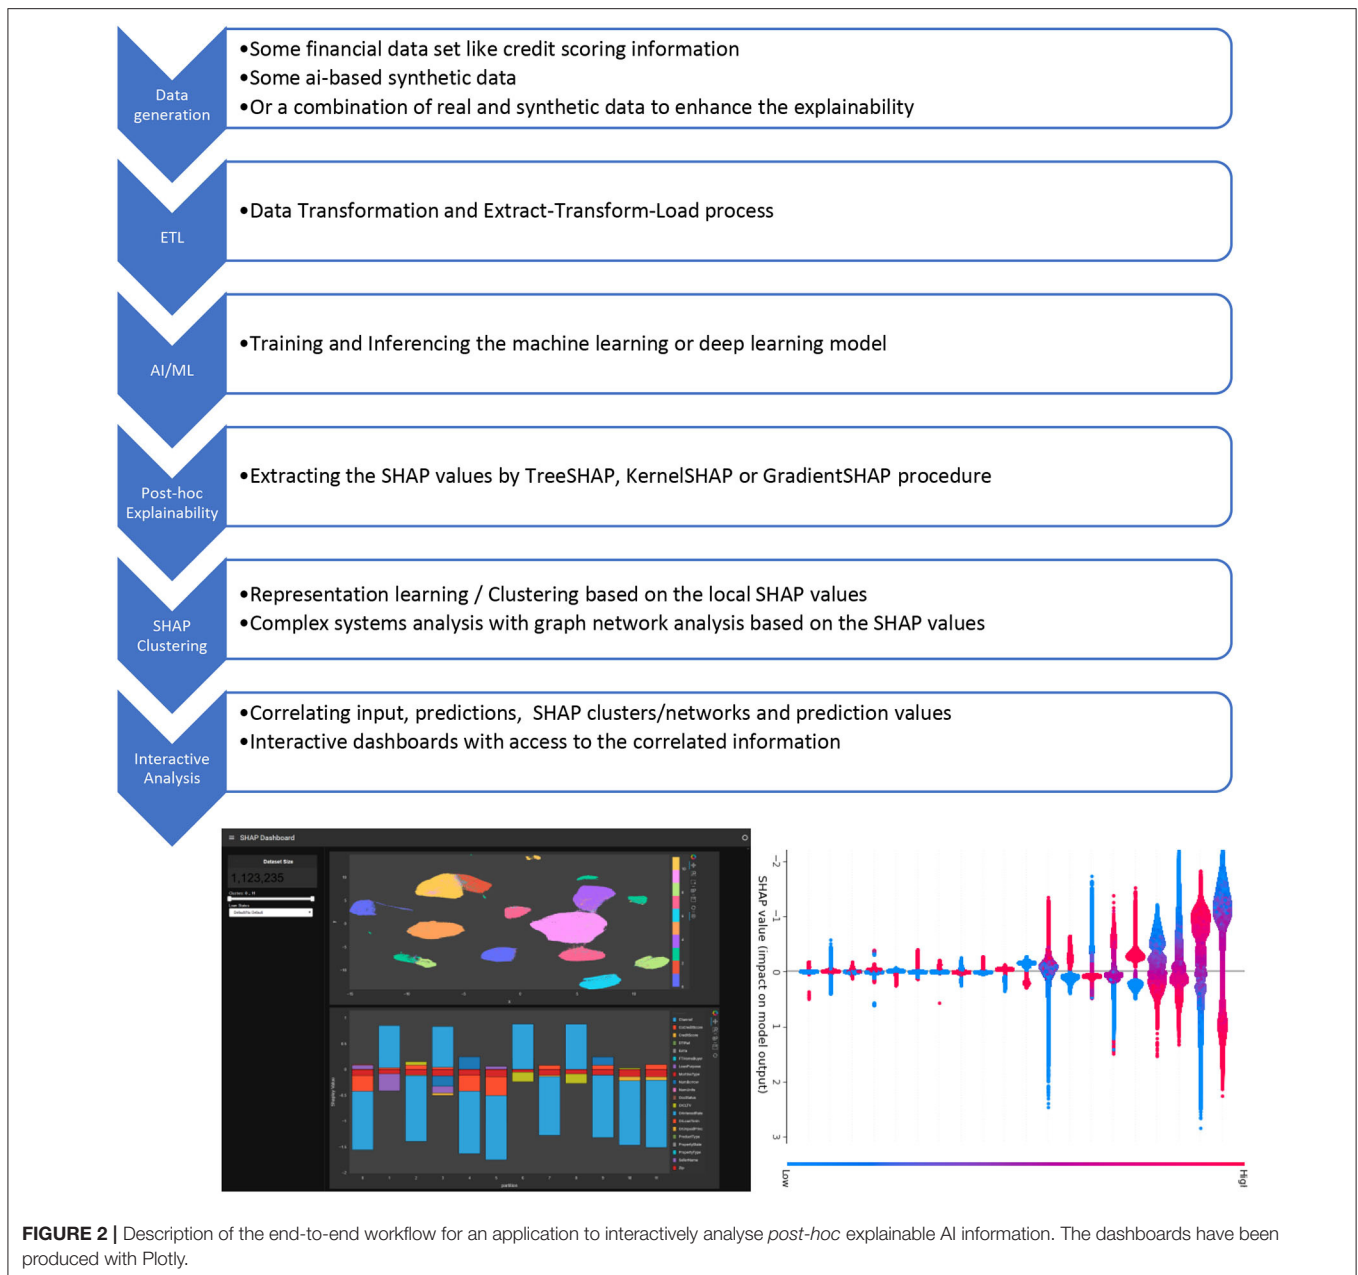 Data
generation
•Some financial data set like credit scoring information
•Some ai-based synthetic data
•Or a combination of real and synthetic data to enhance the explainability
ETL
•Data Transformation and Extract-Transform-Load process
AI/ML
•Training and Inferencing the machine learning or deep learning model
Post-hoc
Explainability
•Extracting the SHAP values by TreeSHAP, KernelSHAP or GradientSHAP procedure
SHAP
Clustering
•Representation learning / Clustering based on the local SHAP values
•Complex systems analysis with graph network analysis based on the SHAP values
Interactive
Analysis
•Correlating input, predictions,  SHAP clusters/networks and prediction values
•Interactive dashboards with access to the correlated information
SHAP Dashboard
Dataset Size
1,123,235
SHAP value (impact on model output)
−2
−1
0
1
2
3
Low
High
FIGURE 2 | Description of the end-to-end workflow for an application to interactively analyse post-hoc explainable AI information. The dashboards have been
produced with Plotly.